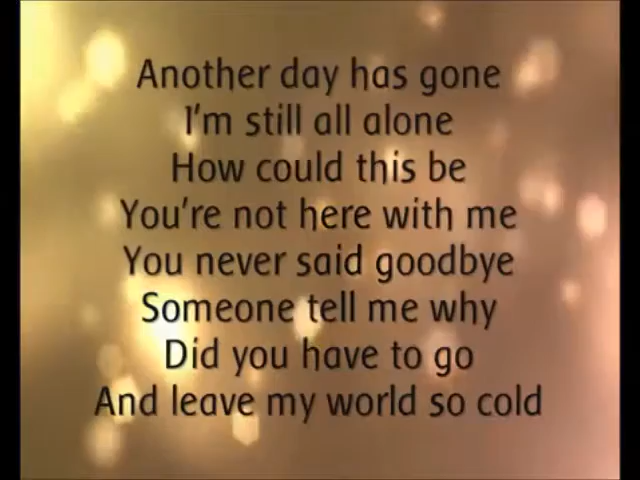 Another day has gone
I'm still all alone
How could this be
You're not here with me
You never said goodbye
Someone tell me why
Did you have to go
And leave my world so cold